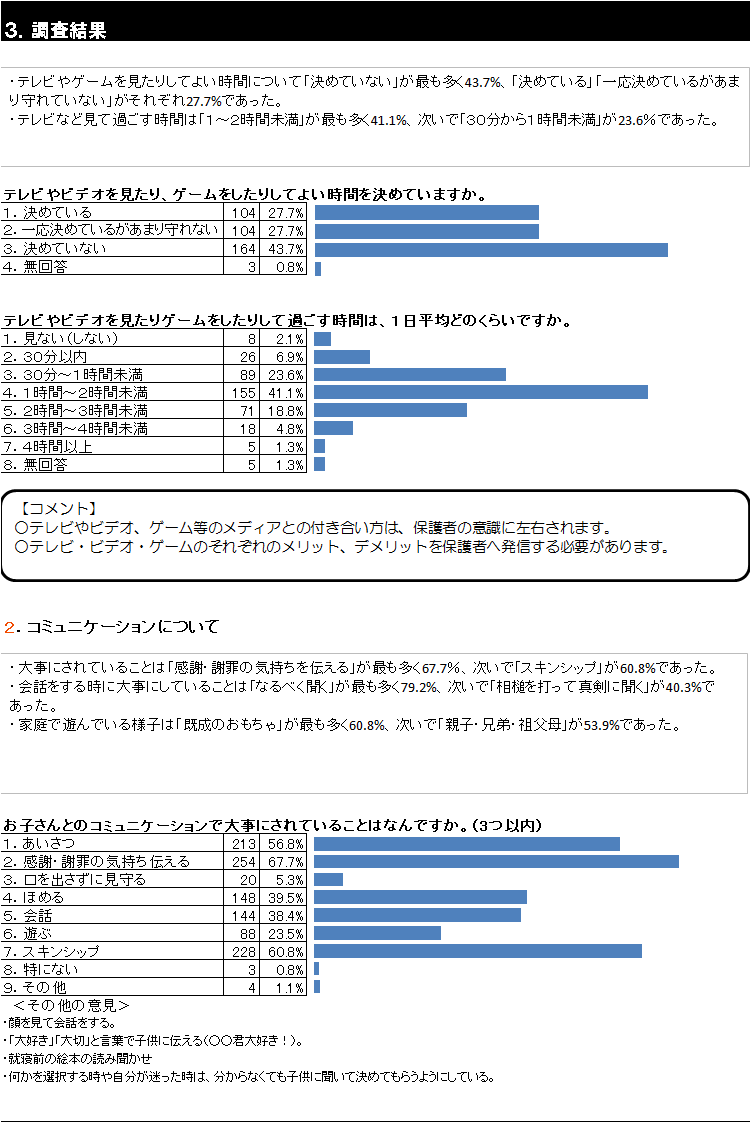 3. 調査結果
・テレビやゲームを見たりしてよい時間について「決めていない」が最も多く43.7%、「決めている」「一応決めているがあま
り守れていない」がそれぞれ27.7%であった。
・テレビなど見て過ごす時間は「１～２時間未満」が最も多く41.1%、次いで「３０分から１時間未満」が23.6%であった。
テレビやビデオを見たり、ゲームをしたりしてよい時間を決めていますか。
1. 決めている 104 27.7%
2. 一応決めているがあまり守れない 104 27.7%
3. 決めていない 164 43.7%
4. 無回答 3 0.8%
テレビやビデオを見たりゲームをしたりして過ごす時間は、１日平均どのくらいですか。
1. 見ない（しない） 8 2.1%
2. ３０分以内 26 6.9%
3. ３０分～１時間未満 89 23.6%
4. １時間～２時間未満 155 41.1%
5. ２時間～３時間未満 71 18.8%
6. ３時間～４時間未満 18 4.8%
7. ４時間以上 5 1.3%
8. 無回答 5 1.3%
【コメント】
〇テレビやビデオ、ゲーム等のメディアとの付き合い方は、保護者の意識に左右されます。
〇テレビ・ビデオ・ゲームのそれぞれのメリット、デメリットを保護者へ発信する必要があります。
２. コミュニケーションについて
・大事にされていることは「感謝・謝罪の気持ちを伝える」が最も多く67.7%、次いで「スキンシップ」が60.8%であった。
・会話をする時に大事にしていることは「なるべく聞く」が最も多く79.2%、次いで「相槌を打って真剣に聞く」が40.3%で
あった。
・家庭で遊んでいる様子は「既成のおもちゃ」が最も多く60.8%、次いで「親子・兄弟・祖父母」が53.9%であった。
お子さんとのコミュニケーションで大事にされていることはなんですか。（3つ以内）
1. あいさつ 213 56.8%
2. 感謝・謝罪の気持ち伝える 254 67.7%
3. 口を出さずに見守る 20 5.3%
4. ほめる 148 39.5%
5. 会話 144 38.4%
6. 遊ぶ 88 23.5%
7. スキンシップ 228 60.8%
8. 特にない 3 0.8%
9. その他 4 1.1%
＜その他の意見＞
・顔を見て会話をする。
・「大好き」「大切」と言葉で子供に伝える（〇〇君大好き！）。
・就寝前の絵本の読み聞かせ
・何かを選択する時や自分が迷った時は、分からなくても子供に聞いて決めてもらうようにしている。